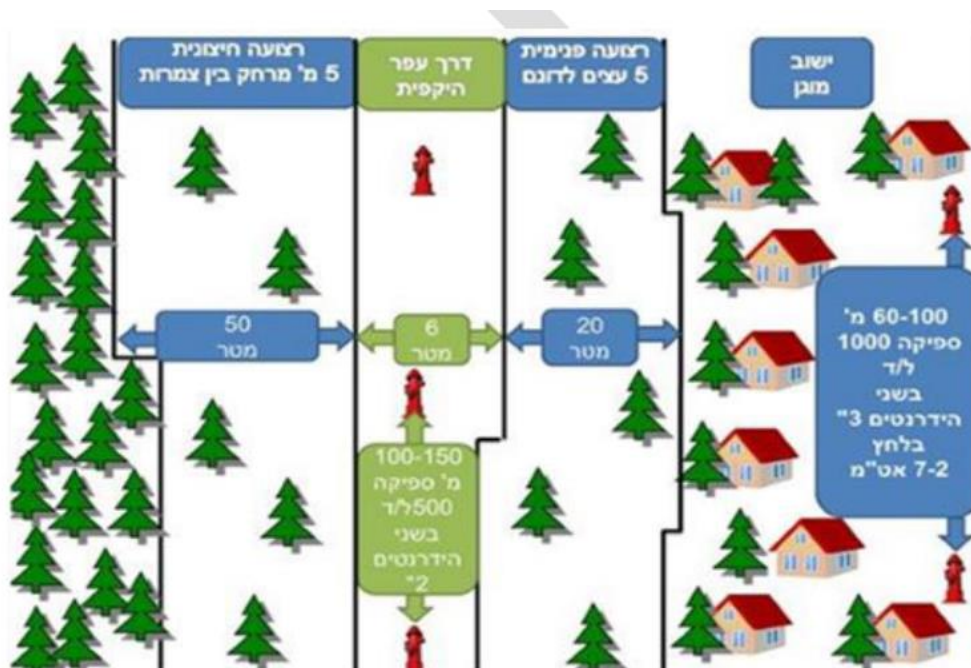 ישוב
מוגן
רצועה פנימית
5 עצים לדונם
דרך עפר
היקפית
רצועה חיצונית
5 מ' מרחק בין צמרות
20
מטר
6
מטר
50
מטר
60-100 מ'
ספיקה 1000
ל/ד
בשני
הידרנטים 3"
בלחץ
7-2 אט"מ
100-150
מ' ספיקה
500ל/ד
בשני
הידרנטים
2"